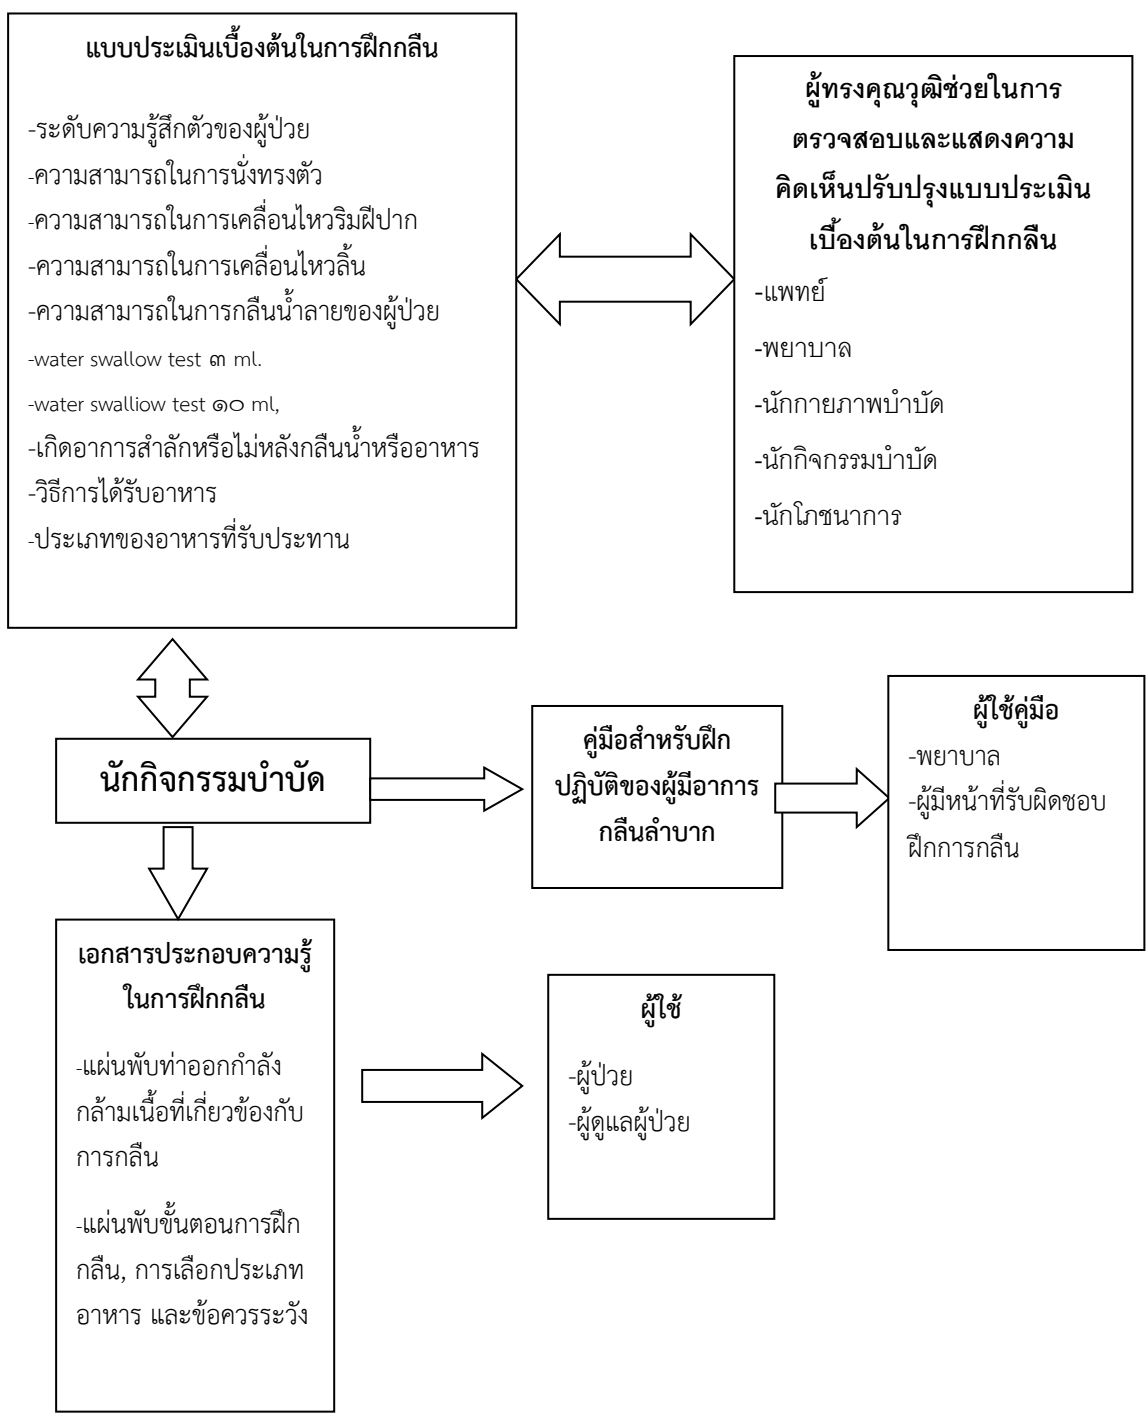 แบบประเมินเบื้องต้นในการฝึกกลืน
-ระดับความรู้สึกตัวของผู้ป่วย
-ความสามารถในการนั่งทรงตัว
-ความสามารถในการเคลื่อนไหวริมฝีปาก
-ความสามารถในการเคลื่อนไหวลิ้น
-ความสามารถในการกลืนน้ำลายของผู้ป่วย
-water swallow test ๓ ml.
-water swalliow test ๑๐ ml,
-เกิดอาการสำลักหรือไม่หลังกลืนน้ำหรืออาหาร
-วิธีการได้รับอาหาร
-ประเภทของอาหารที่รับประทาน
ผู้ทรงคุณวุฒิช่วยในการ
ตรวจสอบและแสดงความ
คิดเห็นปรับปรุงแบบประเมิน
เบื้องต้นในการฝึกกลืน
-แพทย์
-พยาบาล
-นักกายภาพบำบัด
-นักกิจกรรมบำบัด
-นักโภชนาการ
นักกิจกรรมบำบัด
คู่มือสำหรับฝึก
ปฏิบัติของผู้มีอาการ
กลืนลำบาก
ผู้ใช้คู่มือ
-พยาบาล
-ผู้มีหน้าที่รับผิดชอบ
ฝึกการกลืน
เอกสารประกอบความรู้
ในการฝึกกลืน
-แผ่นพับท่าออกกำลัง
กล้ามเนื้อที่เกี่ยวข้องกับ
การกลืน
-แผ่นพับขั้นตอนการฝึก
กลืน, การเลือกประเภท
อาหาร และข้อควรระวัง
ผู้ใช้
-ผู้ป่วย
-ผู้ดูแลผู้ป่วย